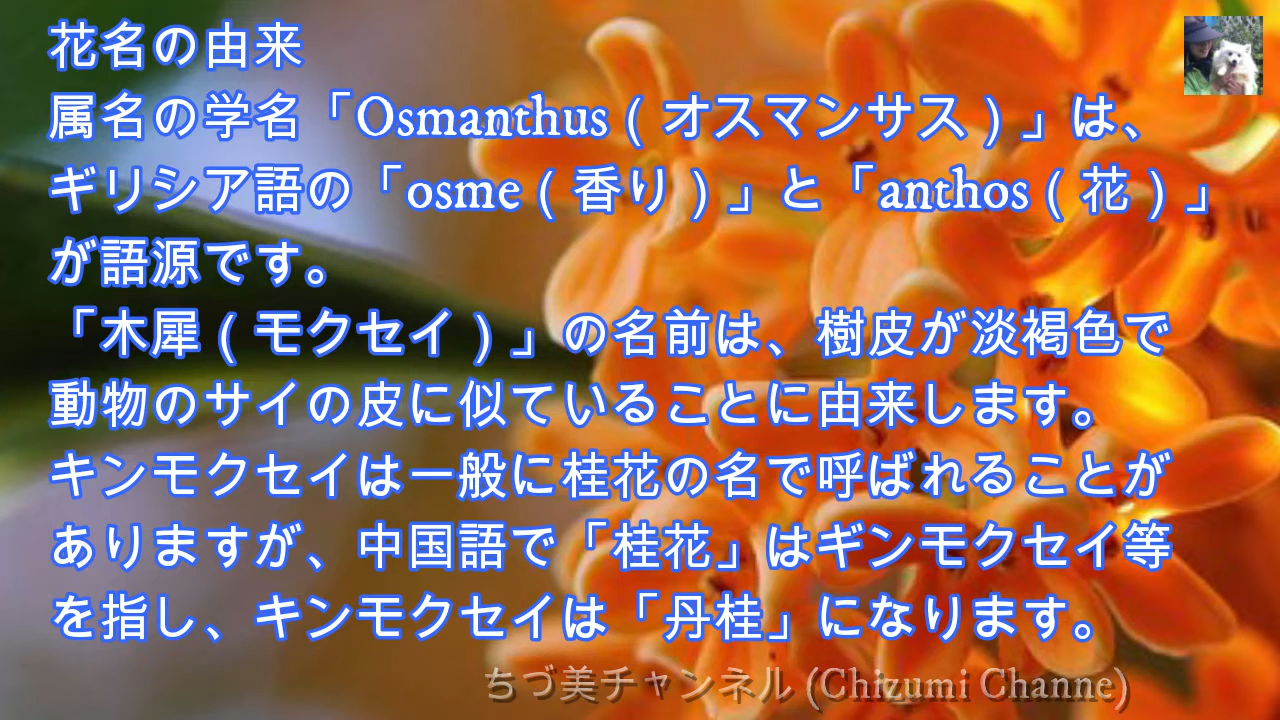 花名の由来
属名の学名「Osmanthus ( オスマンサス ) 」は、
ギリシア語の「osme ( 香り ) 」と「anthos ( 花 ) 」
が語源です。
「木犀 ( モクセイ ) 」の名前は、樹皮が淡褐色で
動物のサイの皮に似ていることに由来します。
キンモクセイは一般に桂花の名で呼ばれることが
ありますが、中国語で「桂花」はギンモクセイ等
を指し、キンモクセイは「丹桂」になります。
ちづ美チャンネル (Chizumi Channe)